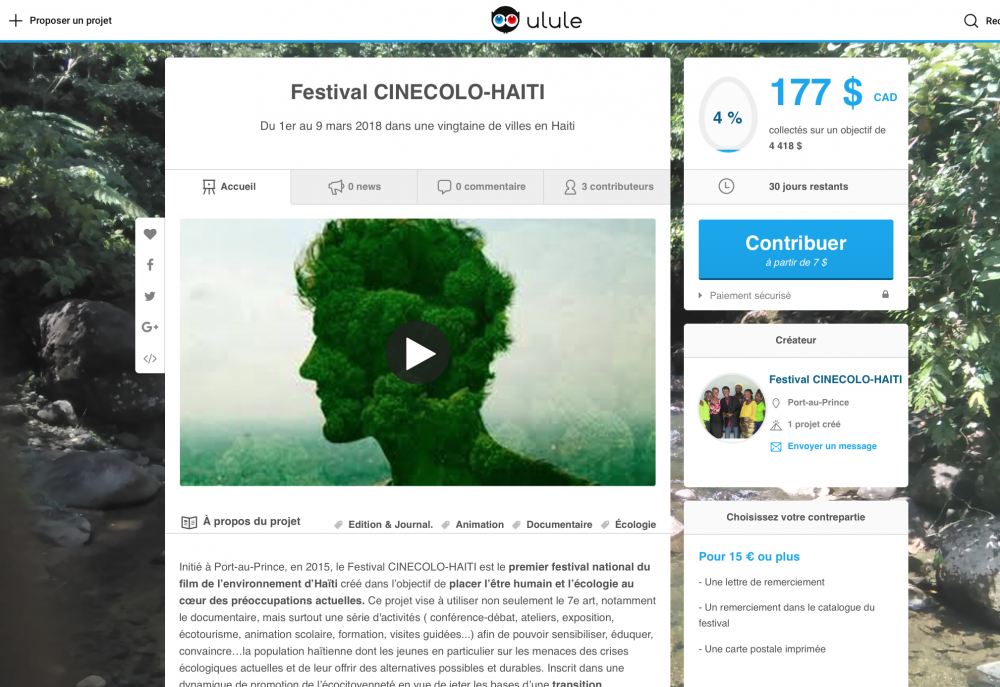 Proposer un projet
ulule
Festival CINECOLO-HAITI
Du 1er au 9 mars 2018 dans une vingtaine de villes en Haiti
Accueil
0 news
0 commentaire
3 contributeurs
4 %
177 $ CAD
collectés sur un objectif de
4 418 $
30 jours restants
Contribuer
à partir de 7 $
Paiement sécurisé
G+
</>
Créateur
Festival CINECOLO-HAITI
Port-au-Prince
1 projet créé
Envoyer un message
À propos du projet
Edition & Journal.
Animation
Documentaire
Écologie
Initié à Port-au-Prince, en 2015, le Festival CINECOLO-HAITI est le premier festival national du
film de l'environnement d'Haïti créé dans l'objectif de placer l'être humain et l'écologie au
cœur des préoccupations actuelles. Ce projet vise à utiliser non seulement le 7e art, notamment
le documentaire, mais surtout une série d'activités ( conférence-débat, ateliers, exposition,
écotourisme, animation scolaire, formation, visites guidées...) afin de pouvoir sensibiliser, éduquer,
convaincre…la population haïtienne dont les jeunes en particulier sur les menaces des crises
écologiques actuelles et de leur offrir des alternatives possibles et durables. Inscrit dans une
dynamique de promotion de l'écocitoyenneté en vue de jeter les bases d'une transition
Choisissez votre contrepartie
Pour 15 € ou plus
- Une lettre de remerciement
- Un remerciement dans le catalogue du
festival
- Une carte postale imprimée